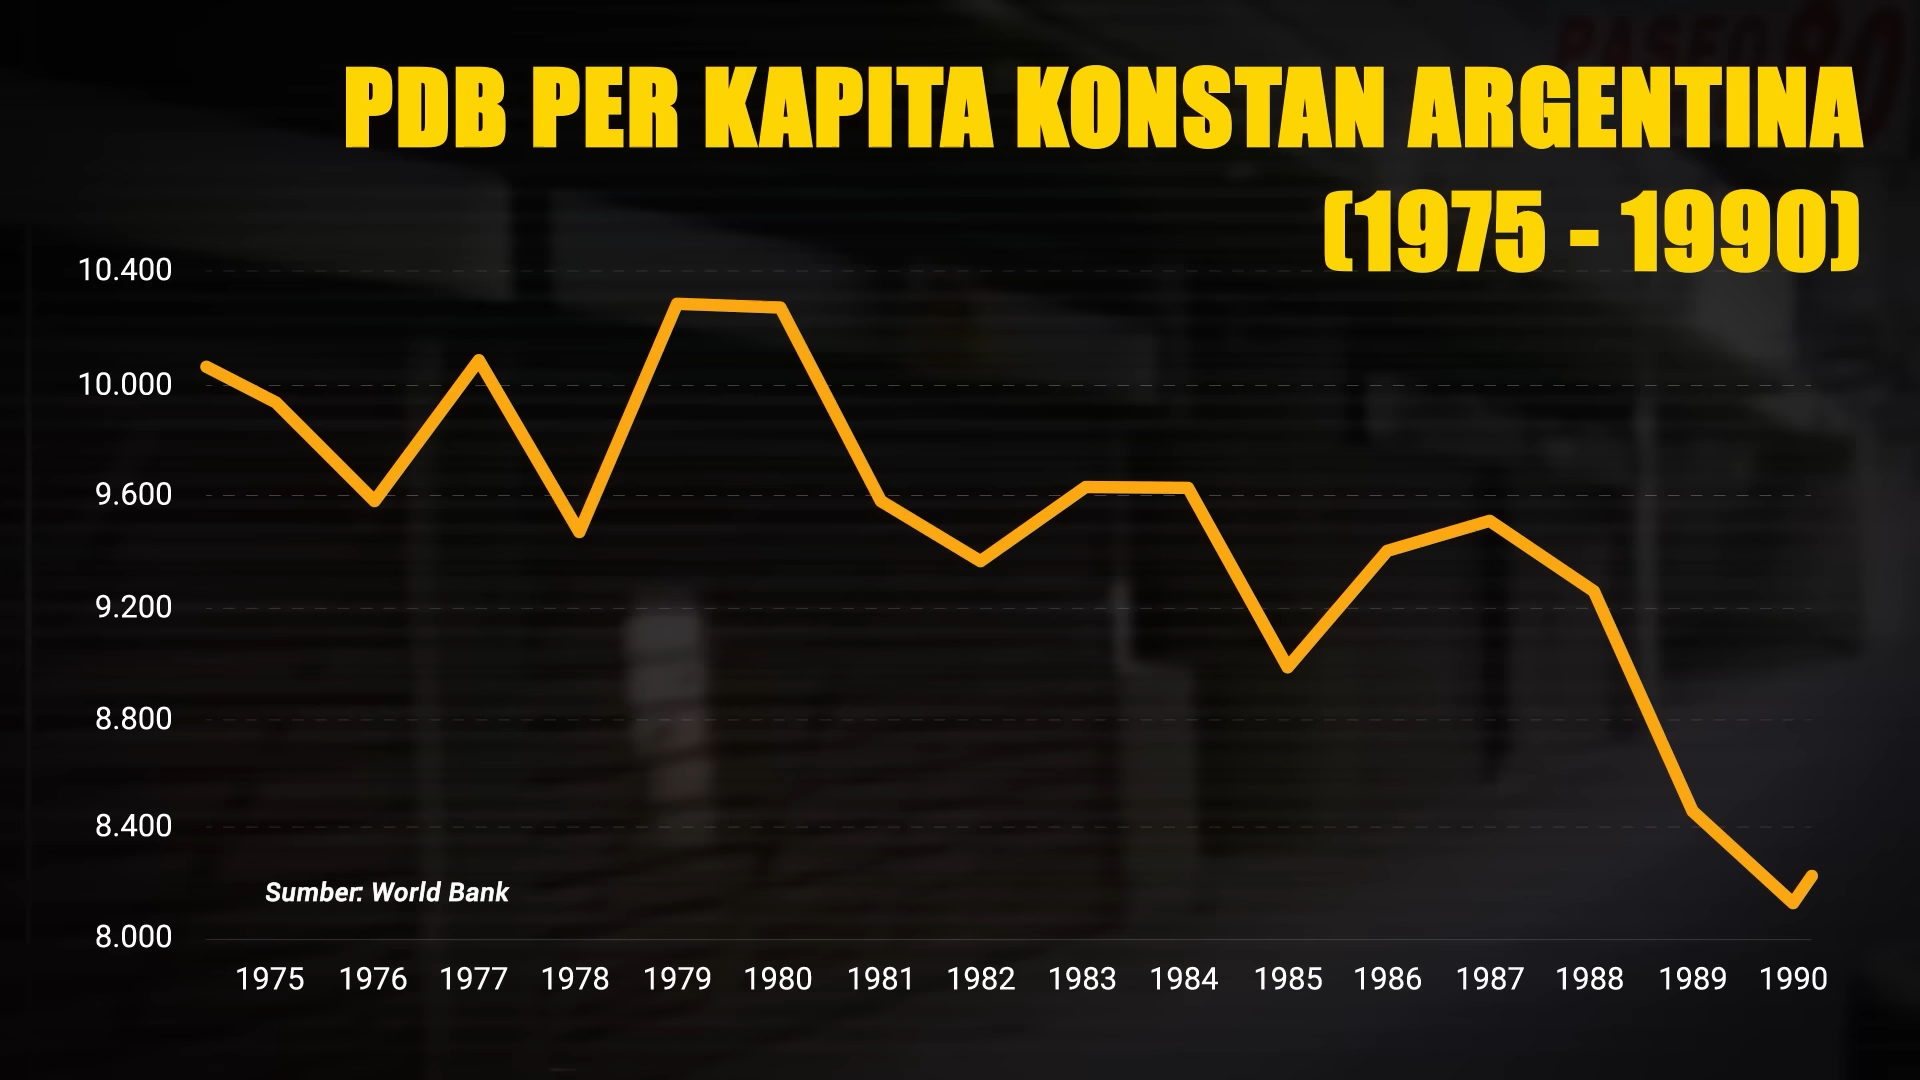 PASEO 80
PDB PER KAPITA KONSTAN ARGENTINA
(1975 - 1990)
10.400
10.000
9.600
9.200
8.800
8.400
8.000
Sumber: World Bank
1975 1976 1977 1978 1979 1980 1981 1982 1983 1984 1985 1986 1987 1988 1989 1990